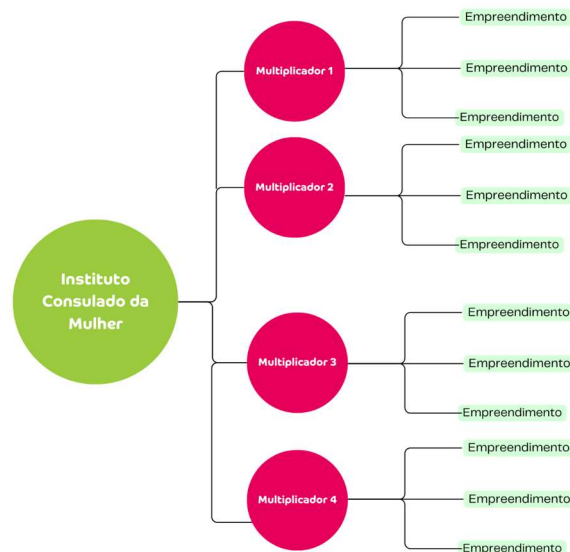 Empreendimento
Multiplicador 1
Empreendimento
Empreendimento
Empreendimento
Multiplicador 2
Empreendimento
Empreendimento
Instituto
Consulado da
Mulher
Empreendimento
Multiplicador 3
Empreendimento
Empreendimento
Empreendimento
Multiplicador 4
Empreendimento
Empreendimento